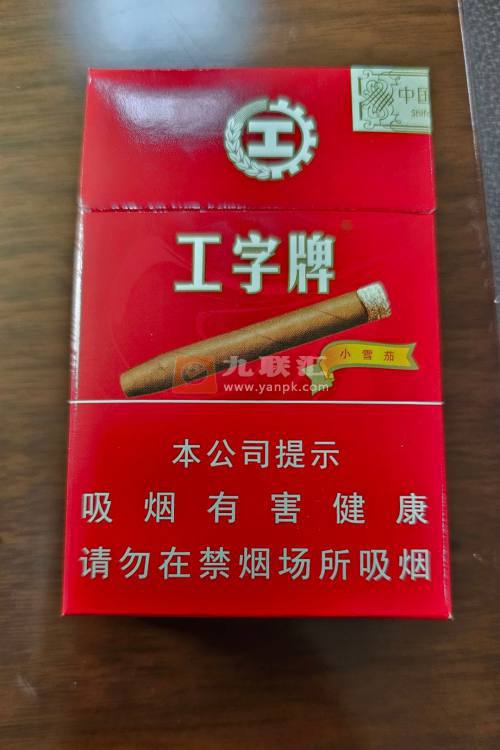 中国
Shifa
工
工字牌
小雪茄
九联汇
www.yanpk.com
本公司提示
吸烟有害健康
请勿在禁烟场所吸烟